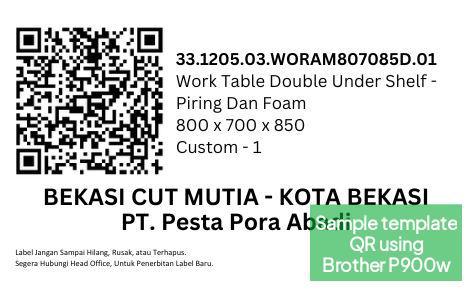 33.1205.03.WORAM807085D.01
Work Table Double Under Shelf -
Piring Dan Foam
800 x 700 x 850
Custom - 1
BEKASI CUT MUTIA - KOTA BEKASI
PT. Pesta Pora Abadi
Label Jangan Sampai Hilang, Rusak, atau Terhapus.
Segera Hubungi Head Office, Untuk Penerbitan Label Baru.
Sample template
QR using
Brother P900w